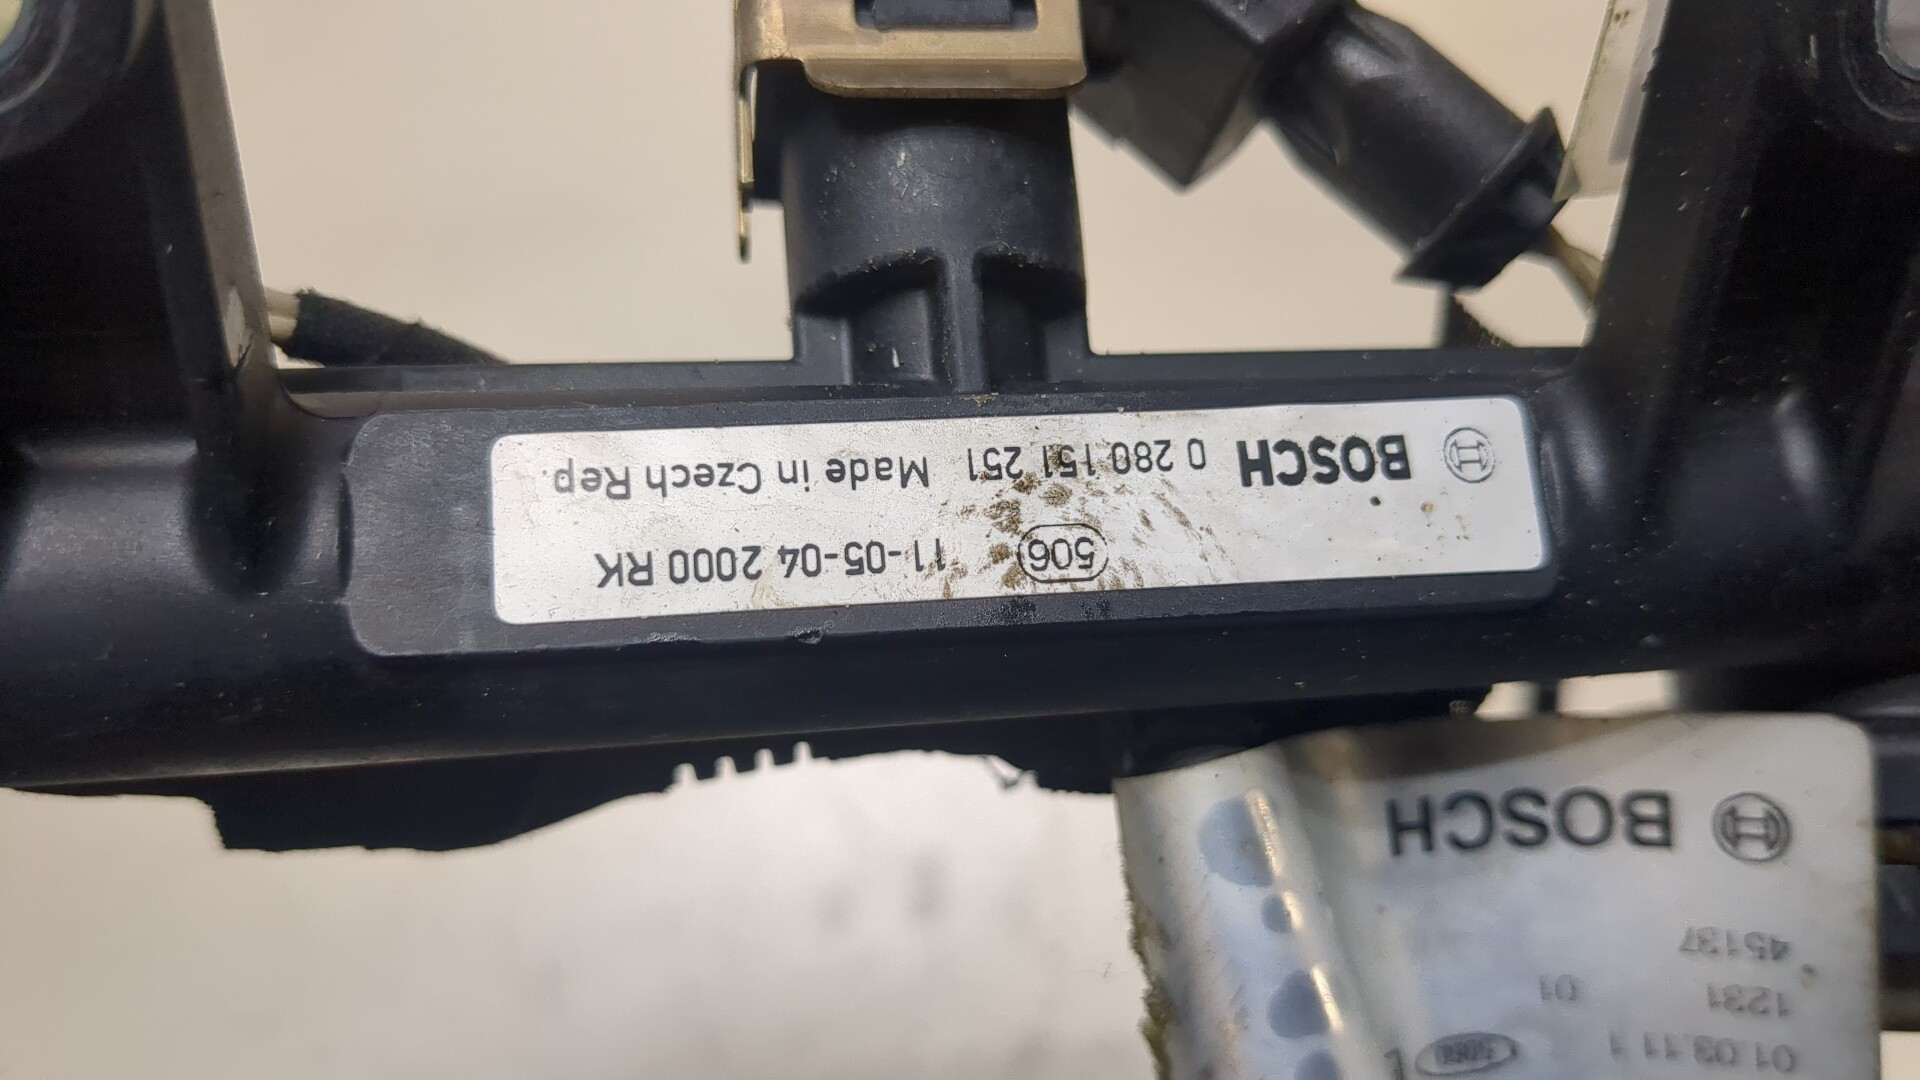 BOSCH 0 280 151 251 Made in Czech Rep.
506 11-05-04 2000 RK
BOSCH
45137
1231 01
01.03.11 1